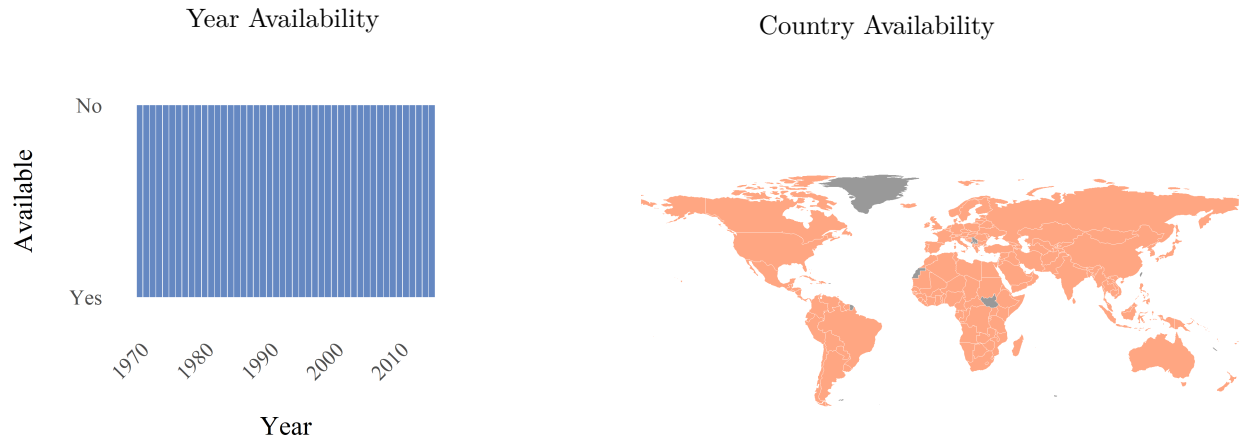 Year Availability
Available
No
Yes
1970
1980
1990
2000
2010
Year
Country Availability